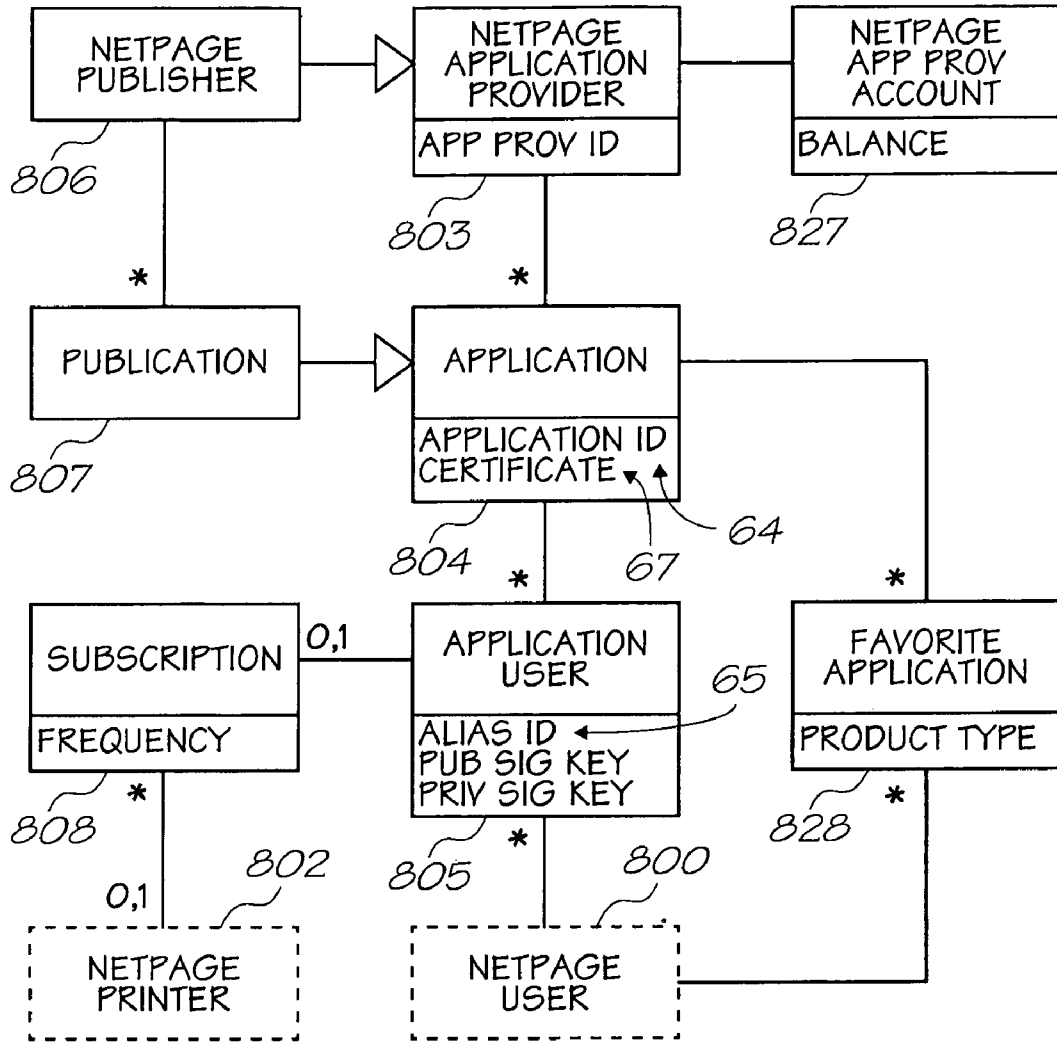 NETPAGE
PUBLISHER
806
NETPAGE
APPLICATION
PROVIDER
APP PROV ID
803
NETPAGE
APP PROV
ACCOUNT
BALANCE
827
*
*
PUBLICATION
807
APPLICATION
APPLICATION ID
CERTIFICATE
804
67
64
*
*
SUBSCRIPTION
FREQUENCY
808
*
0,1
APPLICATION
USER
ALIAS ID
PUB SIG KEY
PRIV SIG KEY
805
*
65
FAVORITE
APPLICATION
PRODUCT TYPE
828
*
0,1
802
NETPAGE
PRINTER
800
NETPAGE
USER